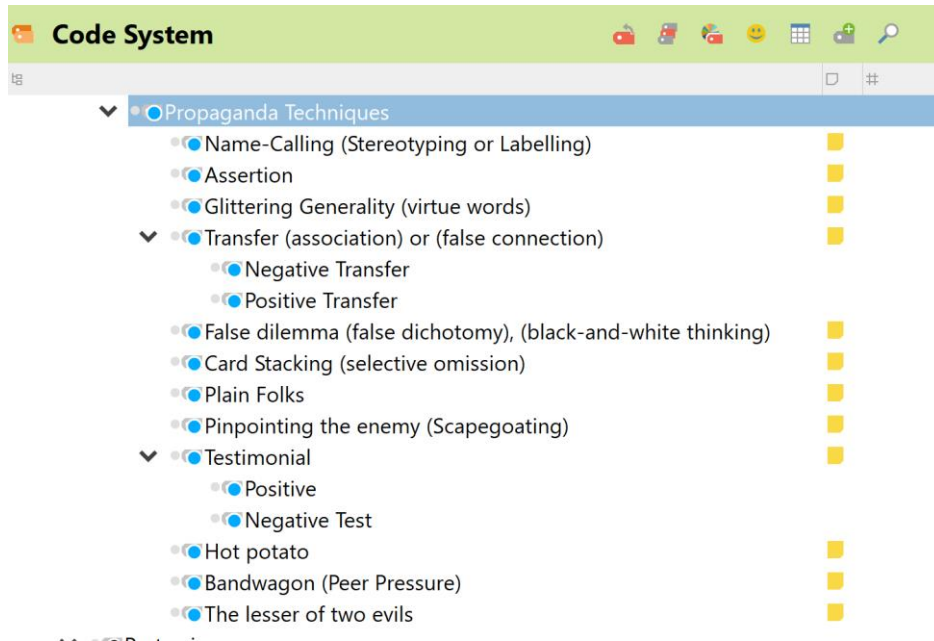 Code System
#
Propaganda Techniques
Name-Calling (Stereotyping or Labelling)
Assertion
Glittering Generality (virtue words)
Transfer (association) or (false connection)
Negative Transfer
Positive Transfer
False dilemma (false dichotomy), (black-and-white thinking)
Card Stacking (selective omission)
Plain Folks
Pinpointing the enemy (Scapegoating)
Testimonial
Positive
Negative Test
Hot potato
Bandwagon (Peer Pressure)
The lesser of two evils